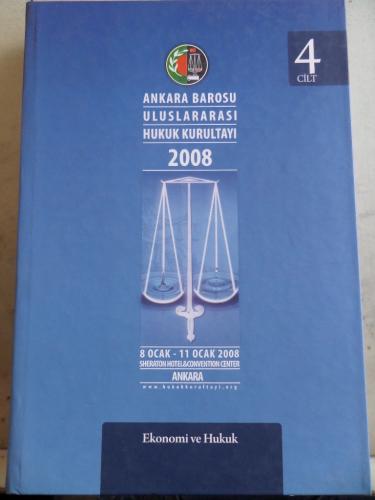 4
CİLT
ANKARA BAROSU
ULUSLARARASI
HUKUK KURULTAYI
2008
8 OCAK - 11 OCAK 2008
SHERATON HOTEL&CONVENTION CENTER
ANKARA
www.hukukkurultayi.org
Ekonomi ve Hukuk